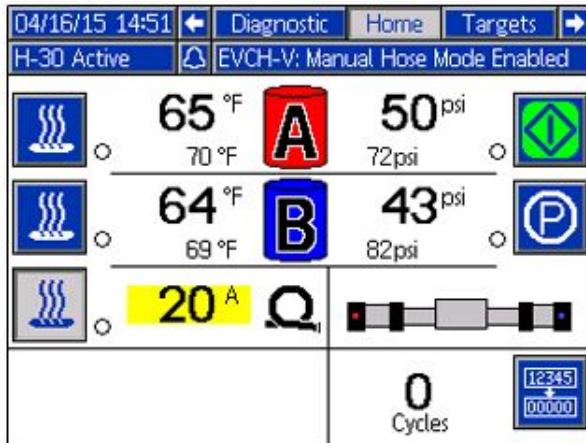 04/16/15 14:51 Diagnostic Home Targets
H-30 Active EVCH-V: Manual Hose Mode Enabled
65 °F A 50 psi
70 °F 72psi
64 °F B 43 psi P
69 °F 82psi
20 A
0 12345
Cycles 00000